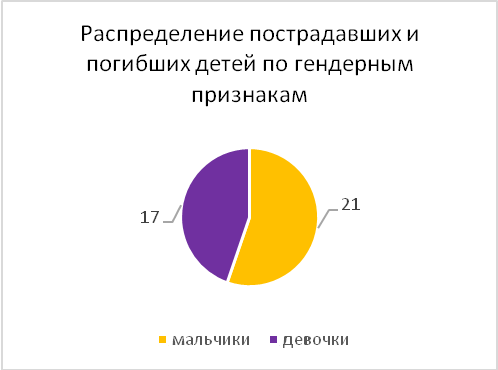 Распределение пострадавших и
погибших детей по гендерным
признакам
17
21
мальчики девочки